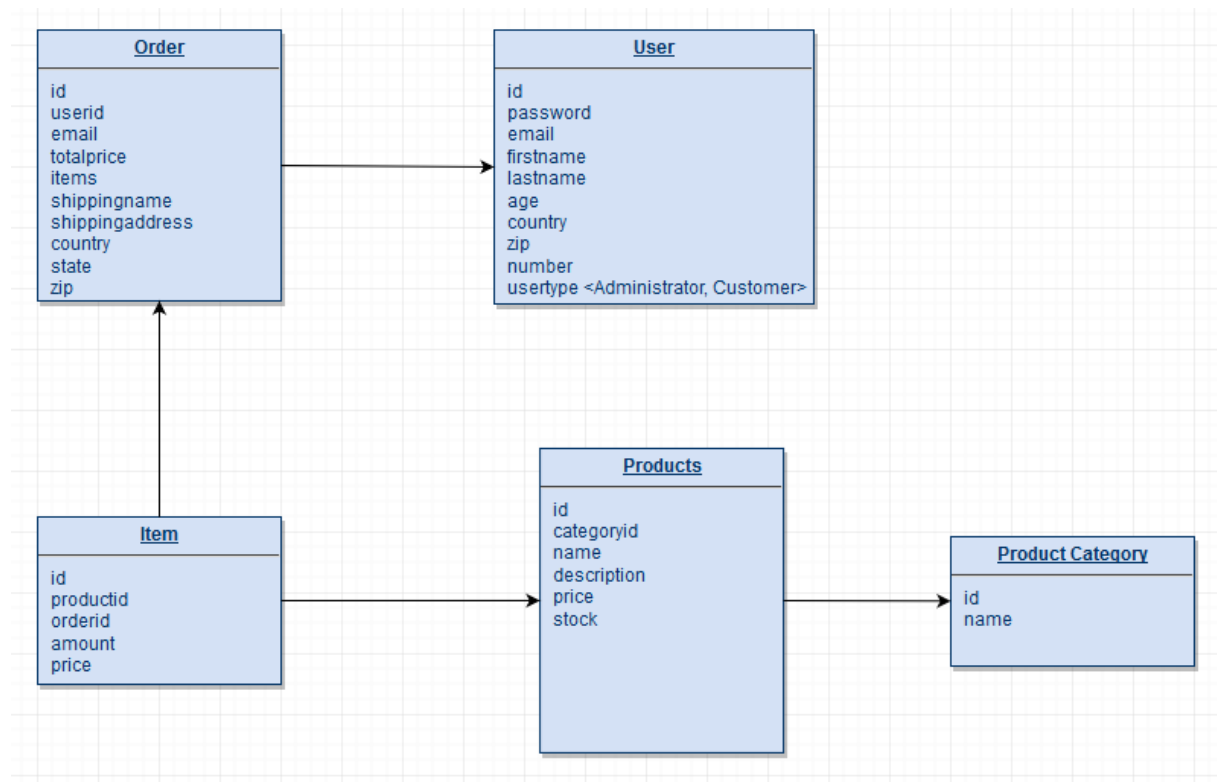 Order
id
userid
email
totalprice
items
shippingname
shippingaddress
country
state
zip
User
id
password
email
firstname
lastname
age
country
zip
number
usertype <Administrator, Customer>
Item
id
productid
orderid
amount
price
Products
id
categoryid
name
description
price
stock
Product Category
id
name